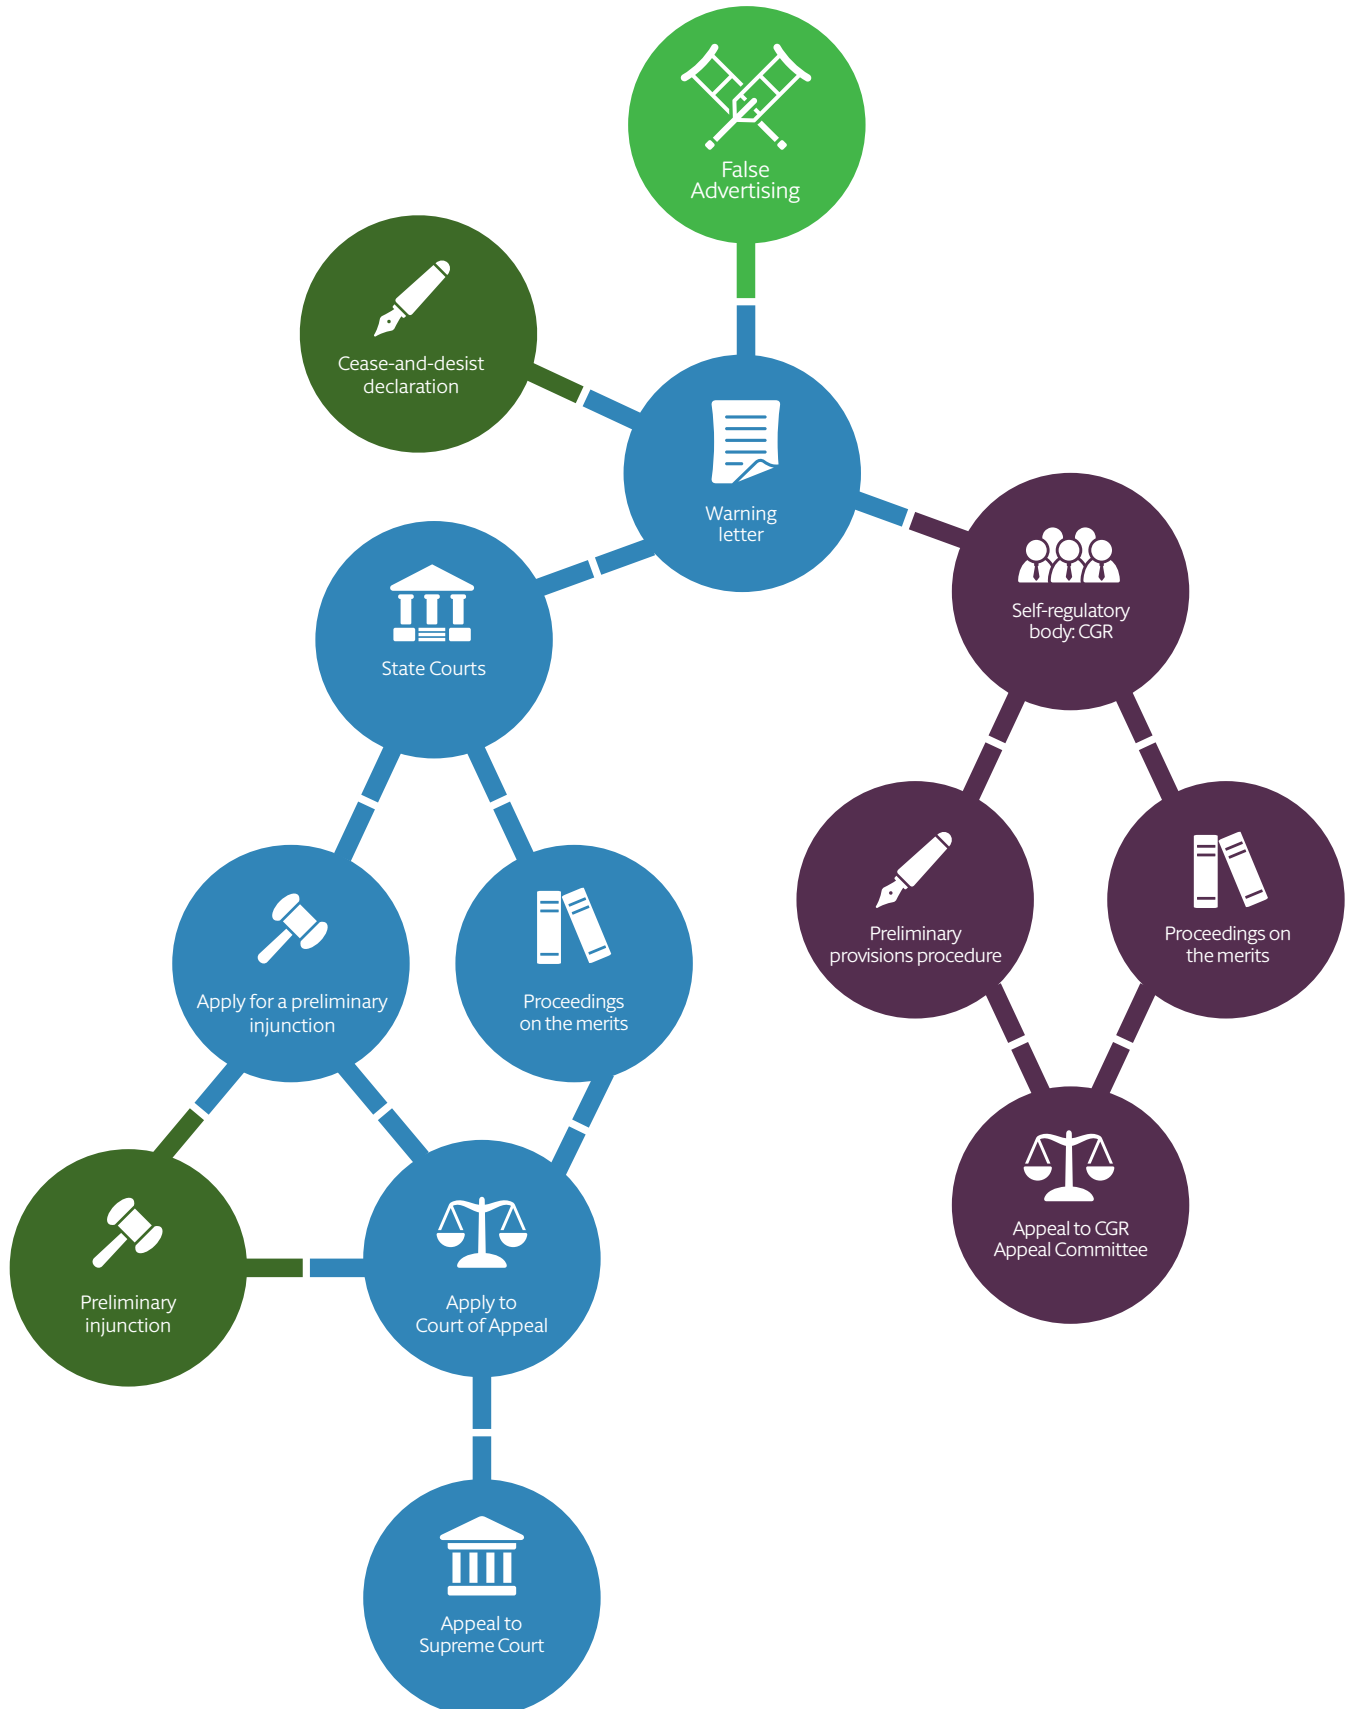 False
Advertising
Cease-and-desist
declaration
Warning
letter
Self-regulatory
body: CGR
State Courts
Preliminary
provisions procedure
Proceedings on
the merits
Apply for a preliminary
injunction
Proceedings
on the merits
Appeal to CGR
Appeal Committee
Preliminary
injunction
Apply to
Court of Appeal
Appeal to
Supreme Court